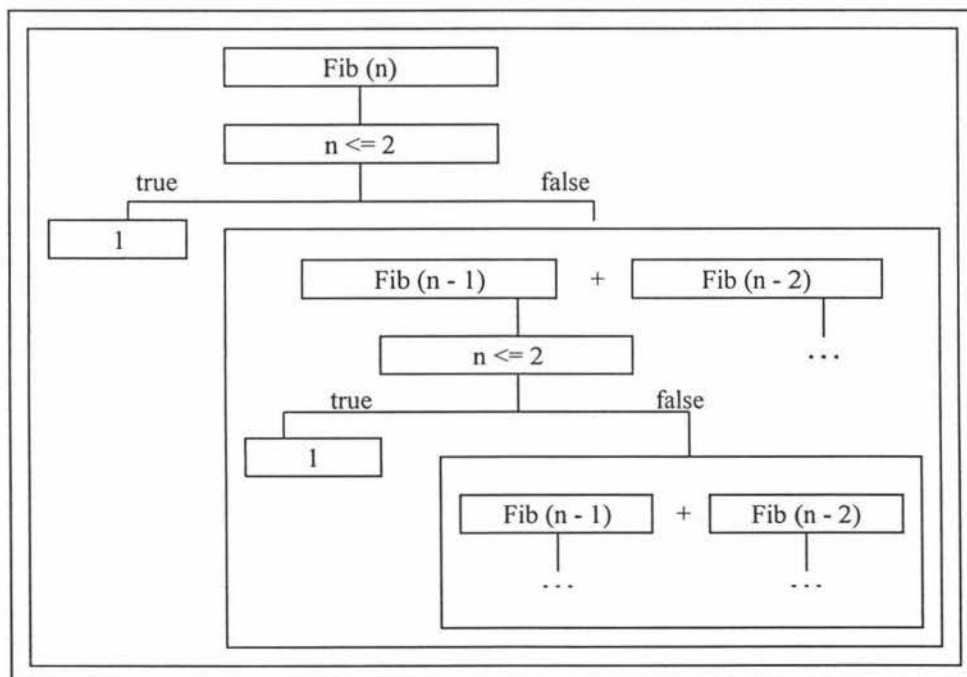 Fib (n)
n <= 2
true false
1
Fib (n - 1) + Fib (n - 2)
n <= 2 ...
true false
1
Fib (n - 1) + Fib (n - 2)
... ...